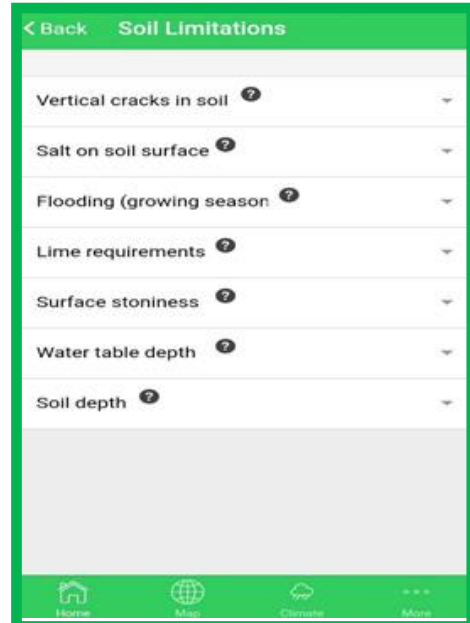 < Back Soil Limitations
Vertical cracks in soil ?
Salt on soil surface ?
Flooding (growing season ?
Lime requirements ?
Surface stoniness ?
Water table depth ?
Soil depth ?
Home Map Climate More